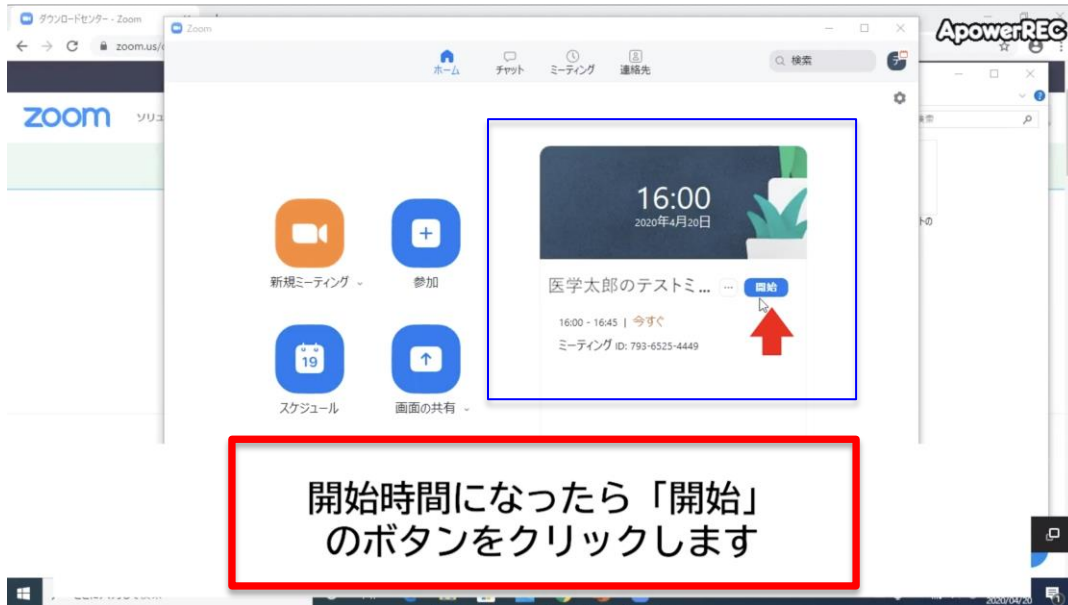 ダウンロードセンター - Zoom
Zoom
ApowerREC
zoom.us/
ホーム
チャット
ミーティング
連絡先
検索
zoom
16:00
2020年4月20日
新規ミーティング
参加
医学太郎のテストミ...
開始
16:00 - 16:45 | 今すぐ
ミーティング ID: 793-6525-4449
19
スケジュール
画面の共有
開始時間になったら「開始」
のボタンをクリックします
2020/04/20